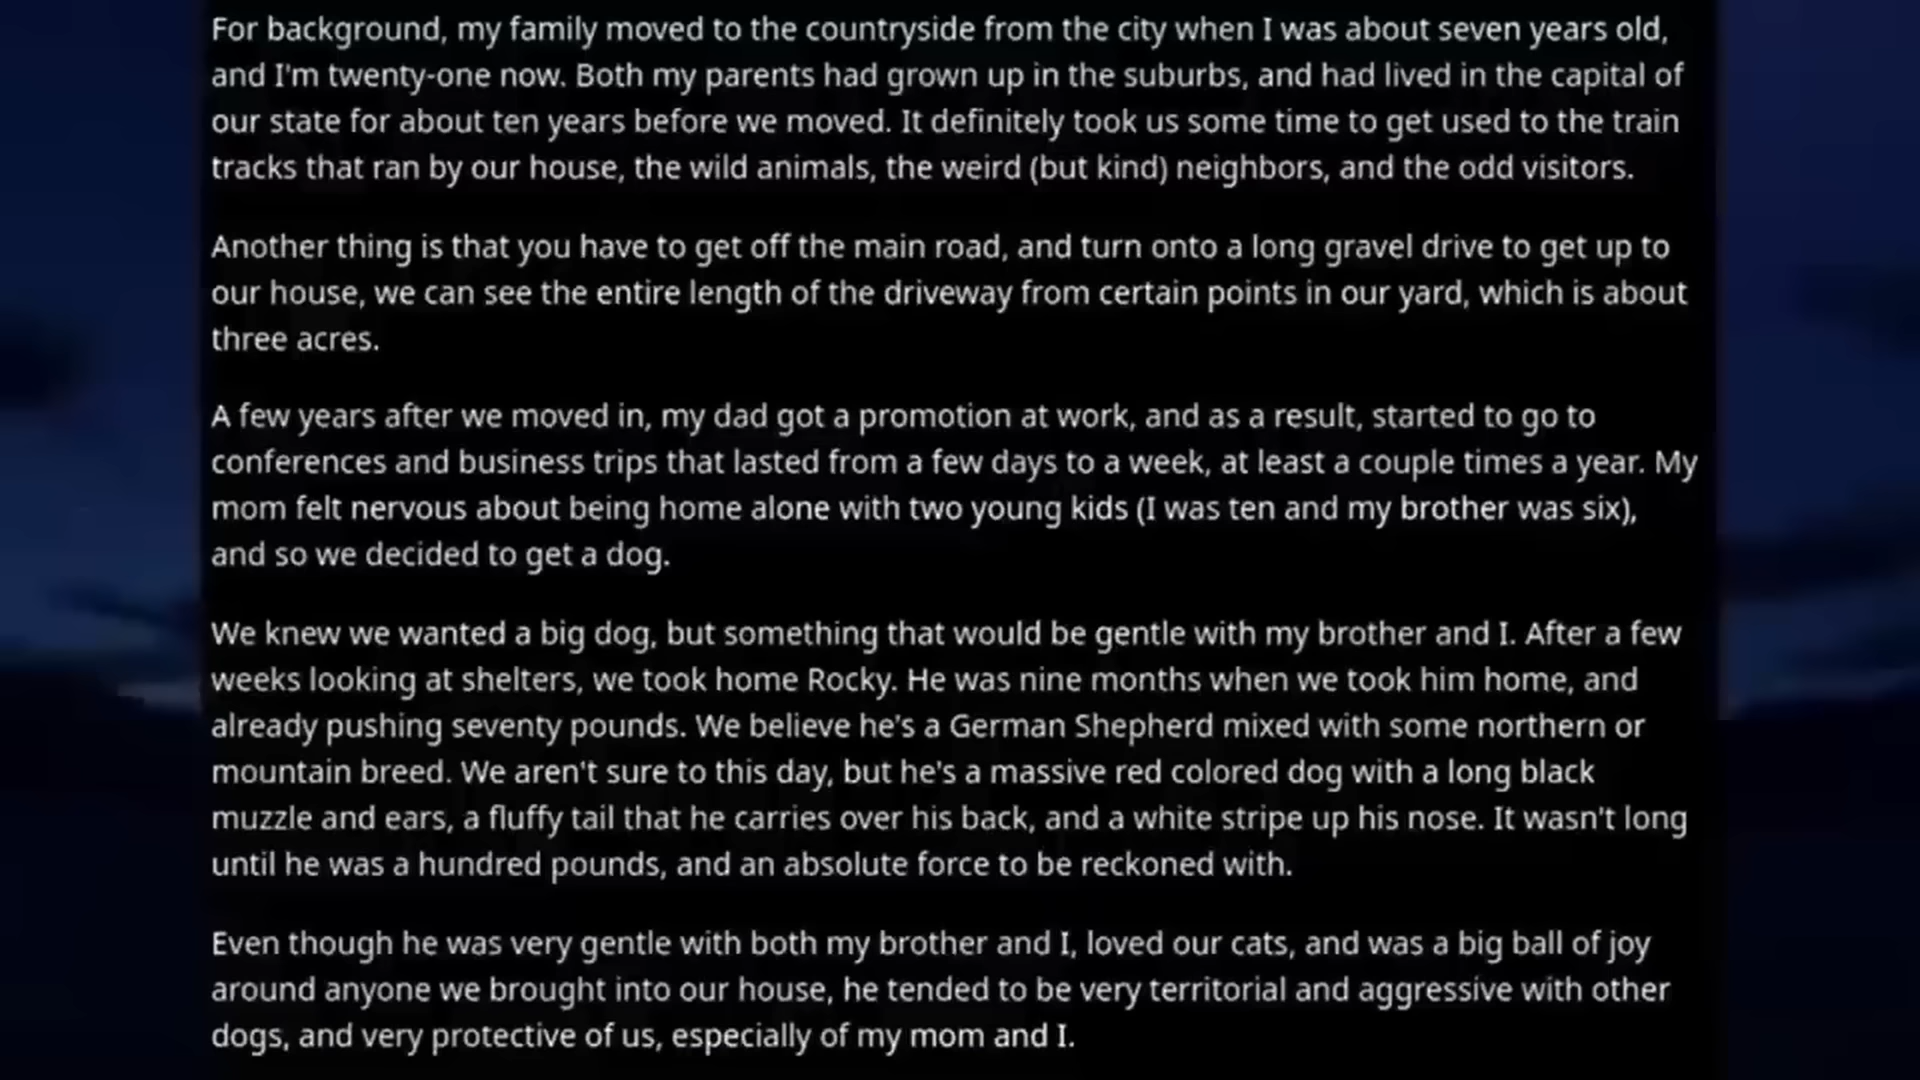 For background, my family moved to the countryside from the city when I was about seven years old,
and I'm twenty-one now. Both my parents had grown up in the suburbs, and had lived in the capital of
our state for about ten years before we moved. It definitely took us some time to get used to the train
tracks that ran by our house, the wild animals, the weird (but kind) neighbors, and the odd visitors.
Another thing is that you have to get off the main road, and turn onto a long gravel drive to get up to
our house, we can see the entire length of the driveway from certain points in our yard, which is about
three acres.
A few years after we moved in, my dad got a promotion at work, and as a result, started to go to
conferences and business trips that lasted from a few days to a week, at least a couple times a year. My
mom felt nervous about being home alone with two young kids (I was ten and my brother was six),
and so we decided to get a dog.
We knew we wanted a big dog, but something that would be gentle with my brother and I. After a few
weeks looking at shelters, we took home Rocky. He was nine months when we took him home, and
already pushing seventy pounds. We believe he's a German Shepherd mixed with some northern or
mountain breed. We aren't sure to this day, but he's a massive red colored dog with a long black
muzzle and ears, a fluffy tail that he carries over his back, and a white stripe up his nose. It wasn't long
until he was a hundred pounds, and an absolute force to be reckoned with.
Even though he was very gentle with both my brother and I, loved our cats, and was a big ball of joy
around anyone we brought into our house, he tended to be very territorial and aggressive with other
dogs, and very protective of us, especially of my mom and I.